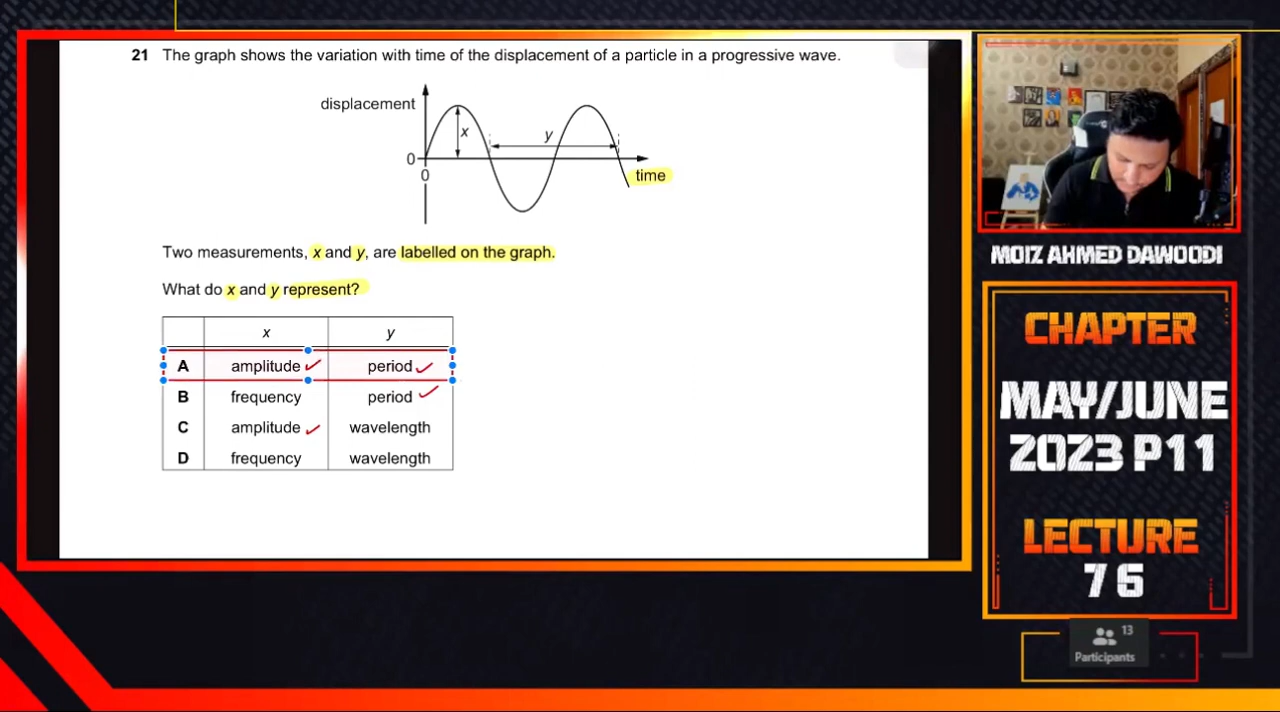 21 The graph shows the variation with time of the displacement of a particle in a progressive wave.
displacement
x
y
0
0
time
Two measurements, x and y, are labelled on the graph.
What do x and y represent?
x y
A amplitude period
B frequency period
C amplitude wavelength
D frequency wavelength
MOIZ AHMED DAWOODI
CHAPTER
MAY/JUNE
2023 P11
LECTURE
76
13
Participants